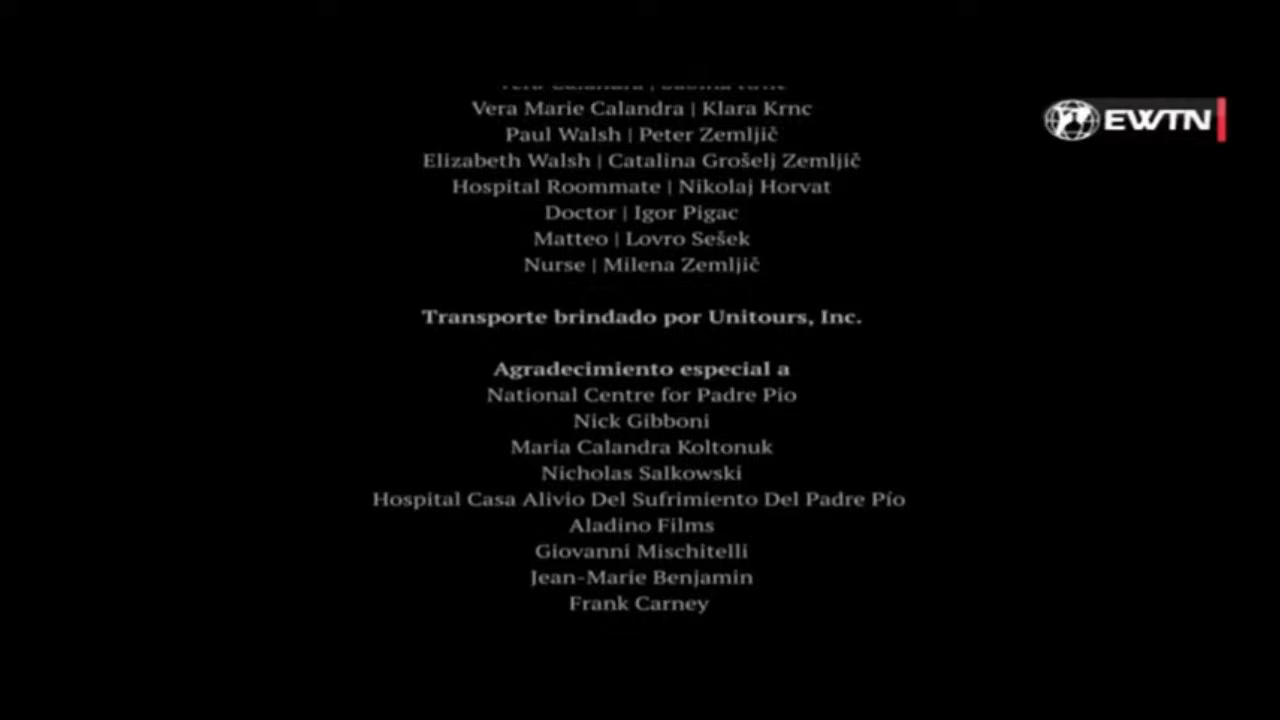 Vera Marie Calandra | Klara Krnc
EWTN
Paul Walsh | Peter Zemljič
Elizabeth Walsh | Catalina Grošelj Zemljič
Hospital Roommate | Nikolaj Horvat
Doctor | Igor Pigac
Matteo | Lovro Sešek
Nurse | Milena Zemljič
Transporte brindado por Unitours, Inc.
Agradecimiento especial a
National Centre for Padre Pio
Nick Gibboni
Maria Calandra Koltonuk
Nicholas Salkowski
Hospital Casa Alivio Del Sufrimiento Del Padre Pío
Aladino Films
Giovanni Mischitelli
Jean-Marie Benjamin
Frank Carney